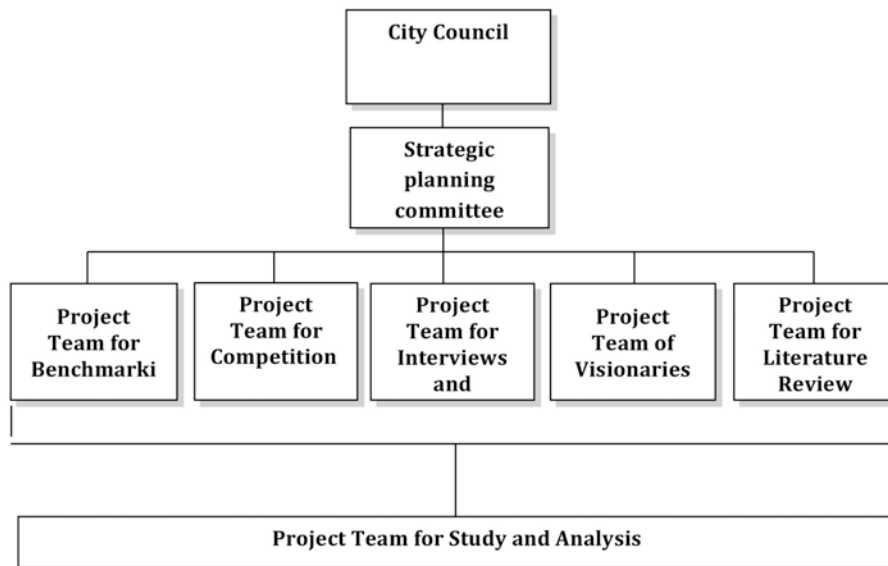 City Council
Strategic
planning
committee
Project
Team for
Benchmarki
Project
Team for
Competition
Project
Team for
Interviews
and
Project
Team of
Visionaries
Project
Team for
Literature
Review
Project Team for Study and Analysis